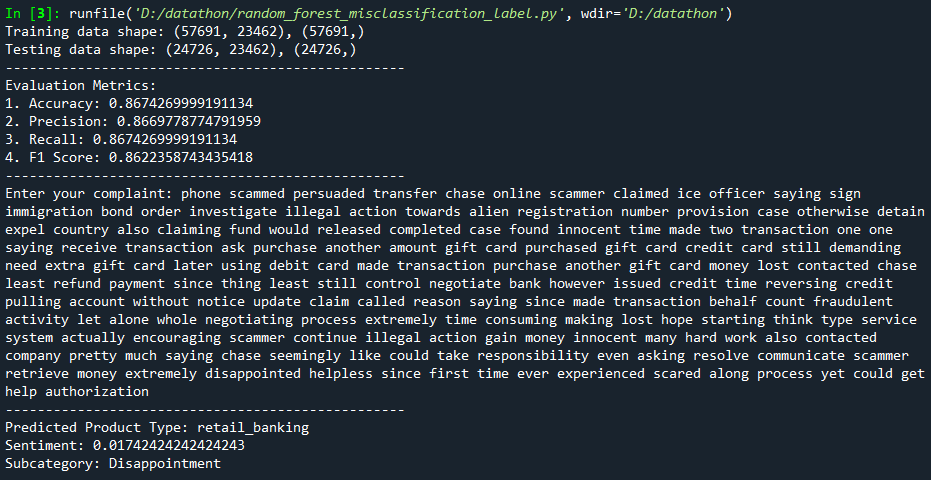 In [3]: runfile('D:/datathon/random_forest_misclassification_label.py', wdir='D:/datathon')
Training data shape: (57691, 23462), (57691,)
Testing data shape: (24726, 23462), (24726,)
--------------------------------------------------
Evaluation Metrics:
1. Accuracy: 0.8674269999191134
2. Precision: 0.8669778774791959
3. Recall: 0.8674269999191134
4. F1 Score: 0.8622358743435418
--------------------------------------------------
Enter your complaint: phone scammed persuaded transfer chase online scammer claimed ice officer saying sign
immigration bond order investigate illegal action towards alien registration number provision case otherwise detain
expel country also claiming fund would released completed case found innocent time made two transaction one one
saying receive transaction ask purchase another amount gift card purchased gift card credit card still demanding
need extra gift card later using debit card made transaction purchase another gift card money lost contacted chase
least refund payment since thing least still control negotiate bank however issued credit time reversing credit
pulling account without notice update claim called reason saying since made transaction behalf count fraudulent
activity let alone whole negotiating process extremely time consuming making lost hope starting think type service
system actually encouraging scammer continue illegal action gain money innocent many hard work also contacted
company pretty much saying chase seemingly like could take responsibility even asking resolve communicate scammer
retrieve money extremely disappointed helpless since first time ever experienced scared along process yet could get
help authorization
--------------------------------------------------
Predicted Product Type: retail_banking
Sentiment: 0.01742424242424243
Subcategory: Disappointment